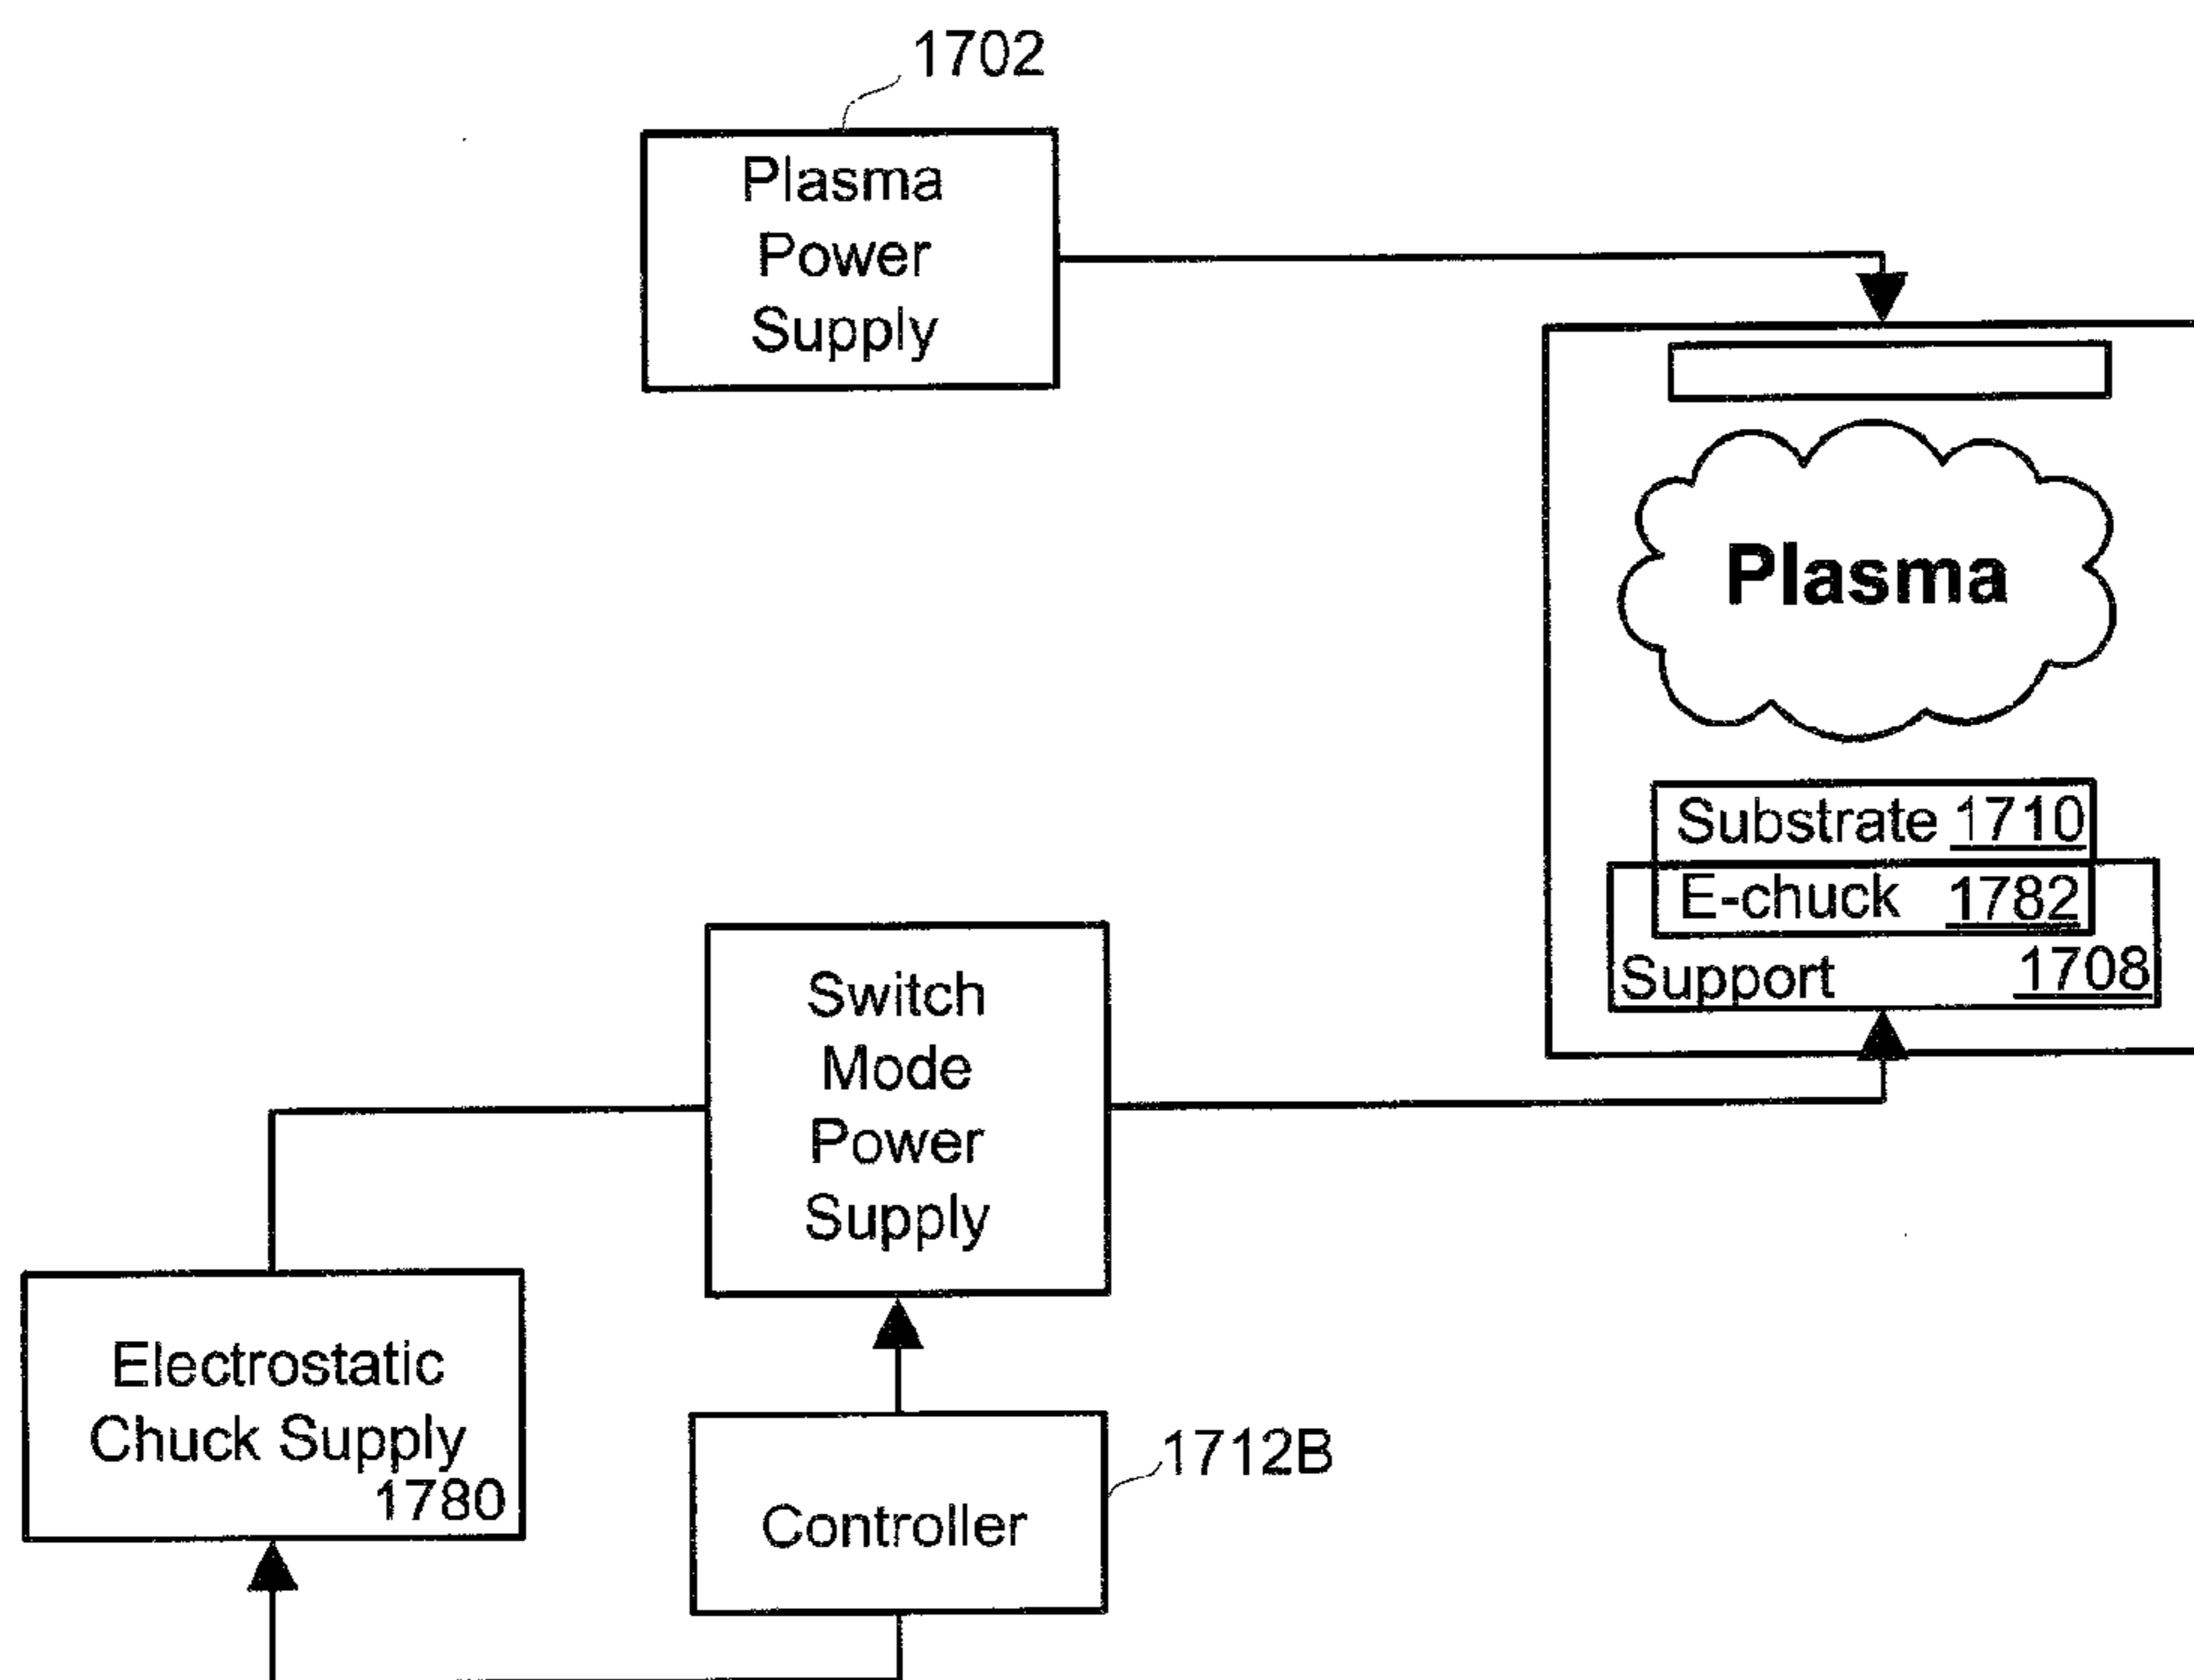 1702
Plasma
Power
Supply
Plasma
Substrate 1710
E-chuck 1782
Support 1708
Switch
Mode
Power
Supply
Electrostatic
Chuck Supply
1780
1712B
Controller